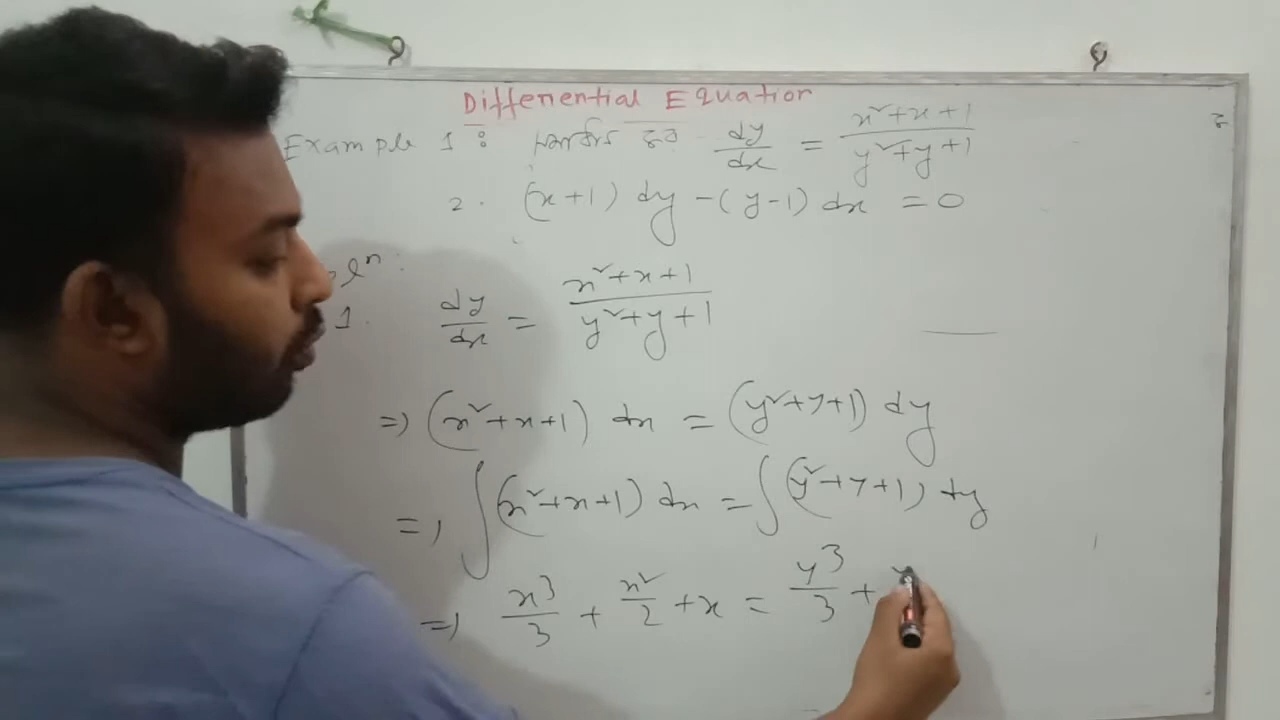 Differential Equation
Example 1 : সমাধান কর dy/dx = (x²+x+1)/(y²+y+1)
2. (x+1) dy - (y-1) dx = 0
olⁿ :
1. dy/dx = (x²+x+1)/(y²+y+1)
=> (x²+x+1) dx = (y²+y+1) dy
=> ∫(x²+x+1) dx = ∫(y²+y+1) dy
=> x³/3 + x²/2 + x = y³/3 + y